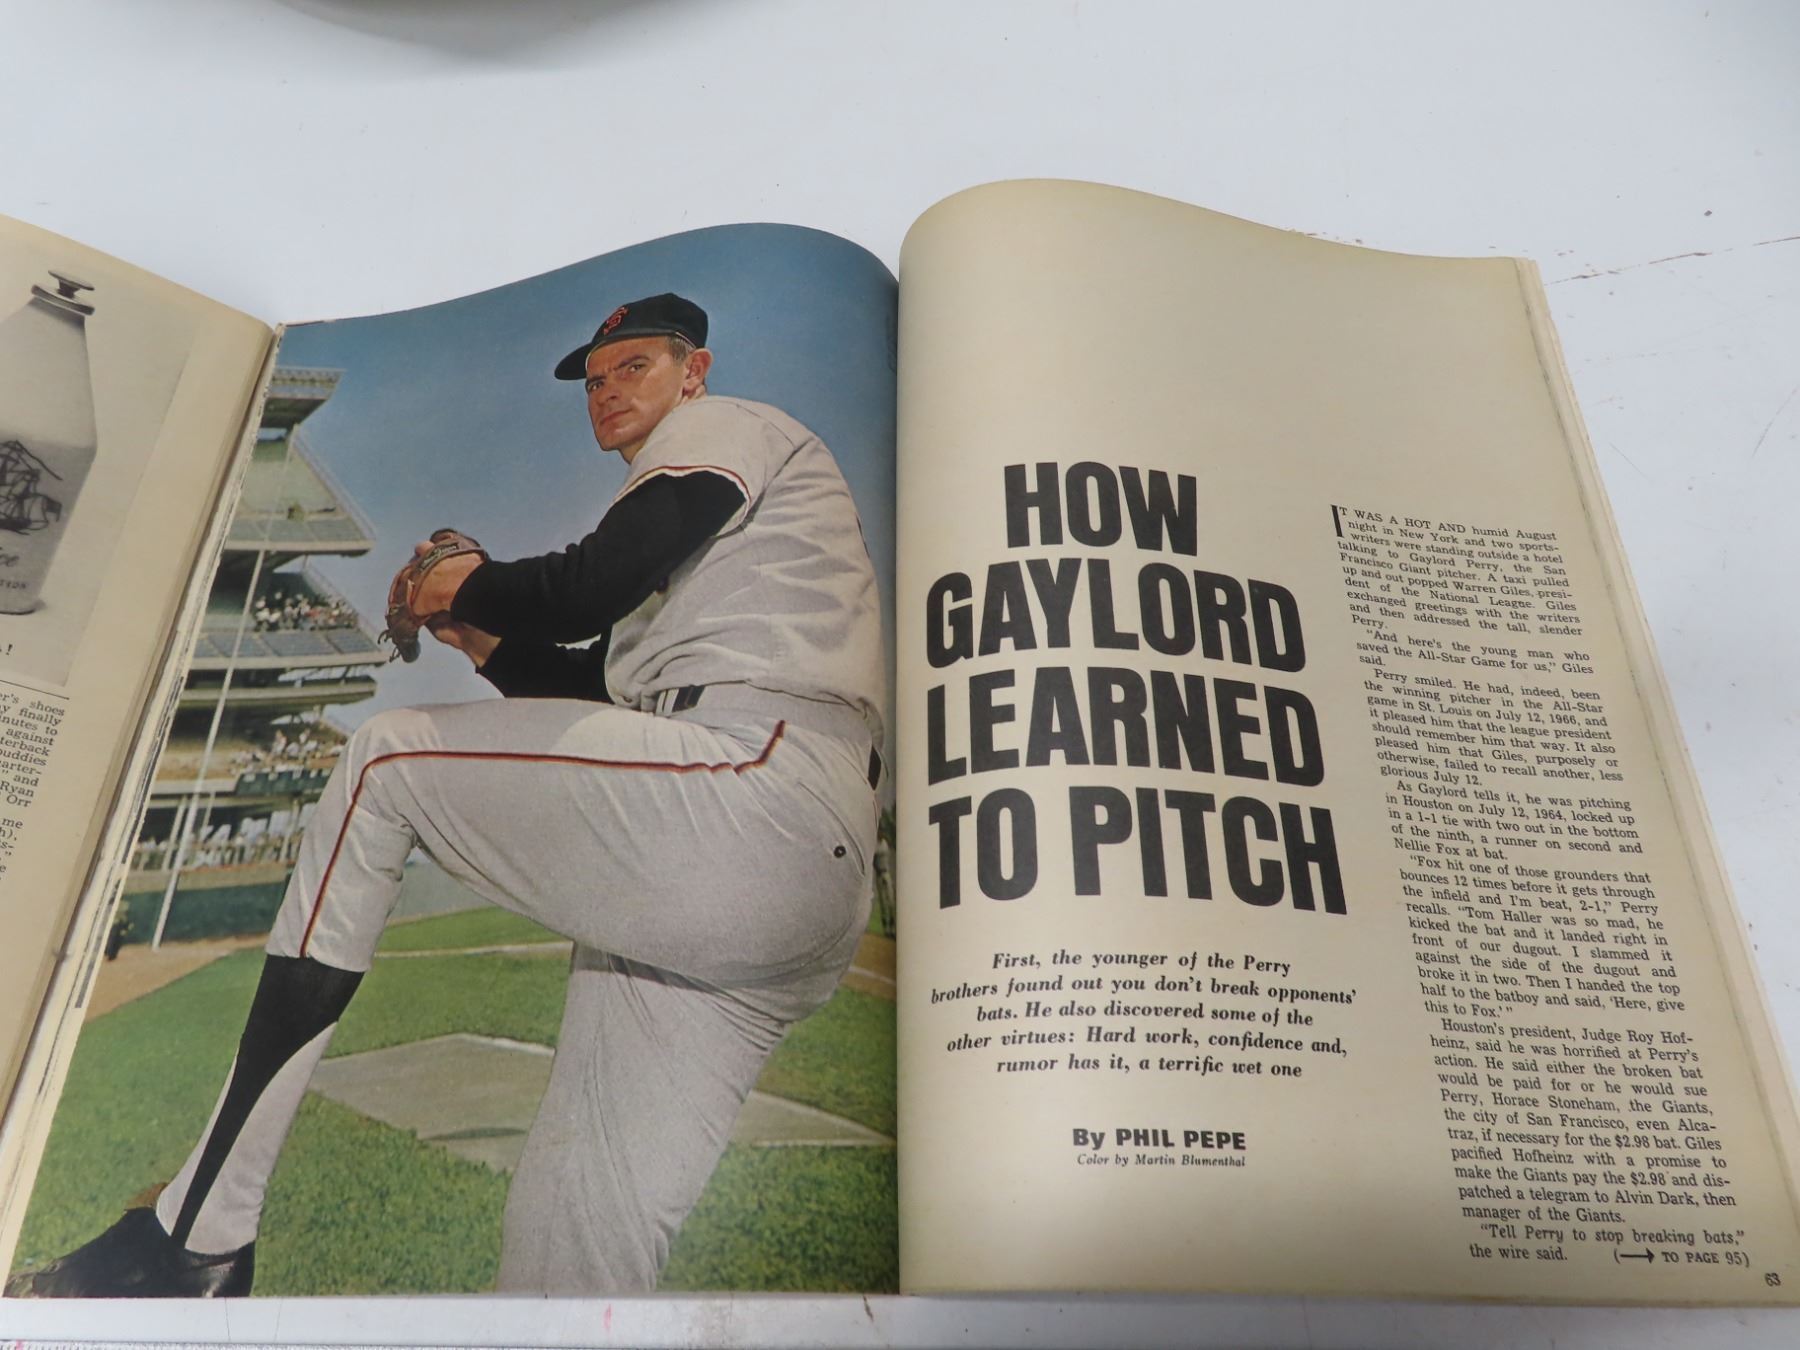 !
er's shoes
finally
inutes to
against
terback
buddies
uarter-
" and
Ryan
Orr
me
HOW
GAYLORD
LEARNED
TO PITCH
First, the younger of the Perry
brothers found out you don't break opponents'
bats. He also discovered some of the
other virtues: Hard work, confidence and,
rumor has it, a terrific wet one
By PHIL PEPE
Color by Martin Blumenthal
IT WAS A HOT AND humid August
night in New York and two sports-
writers were standing outside a hotel
talking to Gaylord Perry, the San
Francisco Giant pitcher. A taxi pulled
up and out popped Warren Giles, presi-
dent of the National League. Giles
exchanged greetings with the writers
and then addressed the tall, slender
Perry.
"And here's the young man who
saved the All-Star Game for us," Giles
said.
Perry smiled. He had, indeed, been
the winning pitcher in the All-Star
game in St. Louis on July 12, 1966, and
it pleased him that the league president
should remember him that way. It also
pleased him that Giles, purposely or
otherwise, failed to recall another, less
glorious July 12.
As Gaylord tells it, he was pitching
in Houston on July 12, 1964, locked up
in a 1-1 tie with two out in the bottom
of the ninth, a runner on second and
Nellie Fox at bat.
"Fox hit one of those grounders that
bounces 12 times before it gets through
the infield and I'm beat, 2-1," Perry
recalls. "Tom Haller was so mad, he
kicked the bat and it landed right in
front of our dugout. I slammed it
against the side of the dugout and
broke it in two. Then I handed the top
half to the batboy and said, 'Here, give
this to Fox.' "
Houston's president, Judge Roy Hof-
heinz, said he was horrified at Perry's
action. He said either the broken bat
would be paid for or he would sue
Perry, Horace Stoneham, the Giants,
the city of San Francisco, even Alca-
traz, if necessary for the $2.98 bat. Giles
pacified Hofheinz with a promise to
make the Giants pay the $2.98 and dis-
patched a telegram to Alvin Dark, then
manager of the Giants.
"Tell Perry to stop breaking bats,"
the wire said. (→ TO PAGE 95)
63